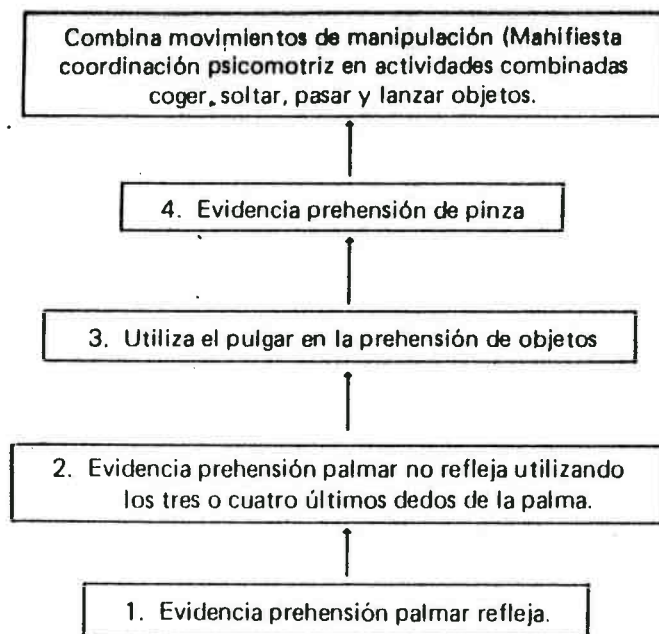 Combina movimientos de manipulación (Mahifiesta
coordinación psicomotriz en actividades combinadas
coger, soltar, pasar y lanzar objetos.
4. Evidencia prehensión de pinza
3. Utiliza el pulgar en la prehensión de objetos
2. Evidencia prehensión palmar no refleja utilizando
los tres o cuatro últimos dedos de la palma.
1. Evidencia prehensión palmar refleja.